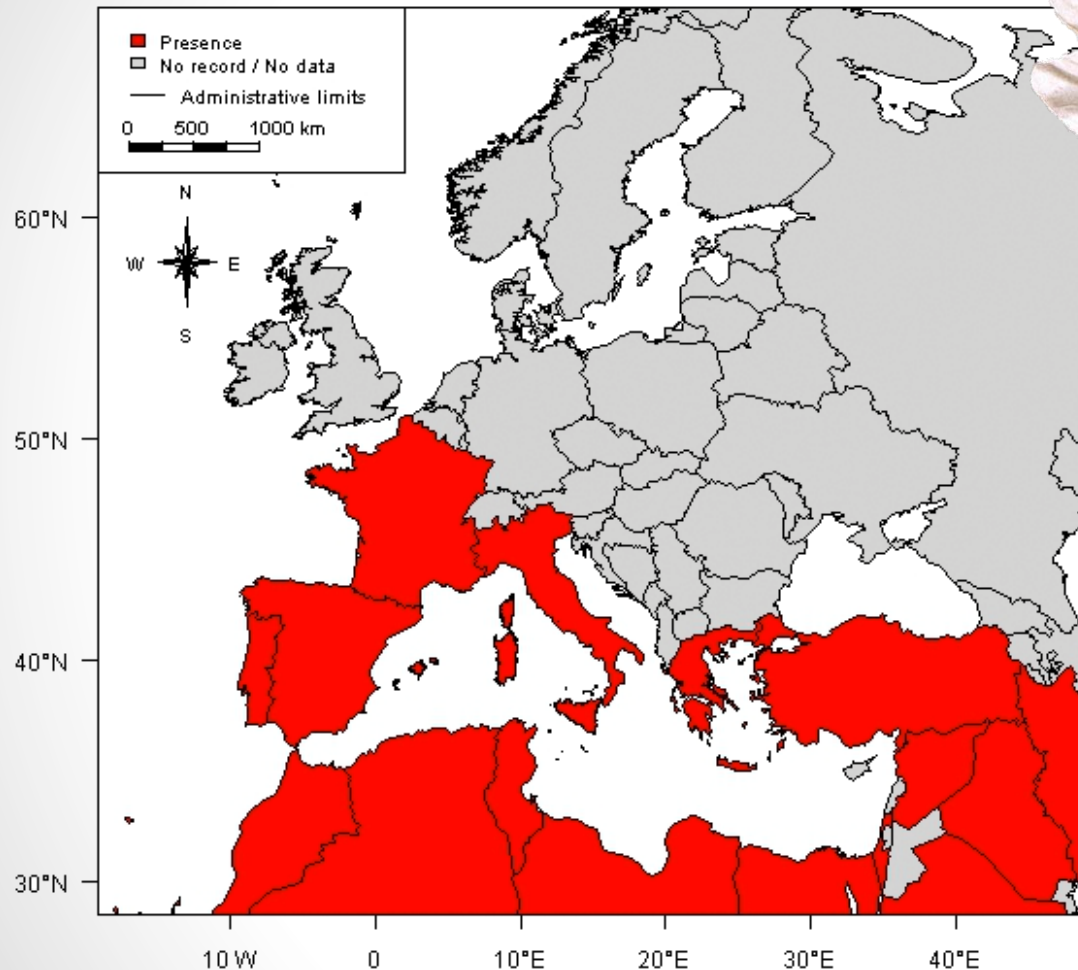 Presence
No record / No data
Administrative limits
0 500 1000 km
N
W E
S
60°N
50°N
40°N
30°N
10 W 0 10°E 20°E 30°E 40°E